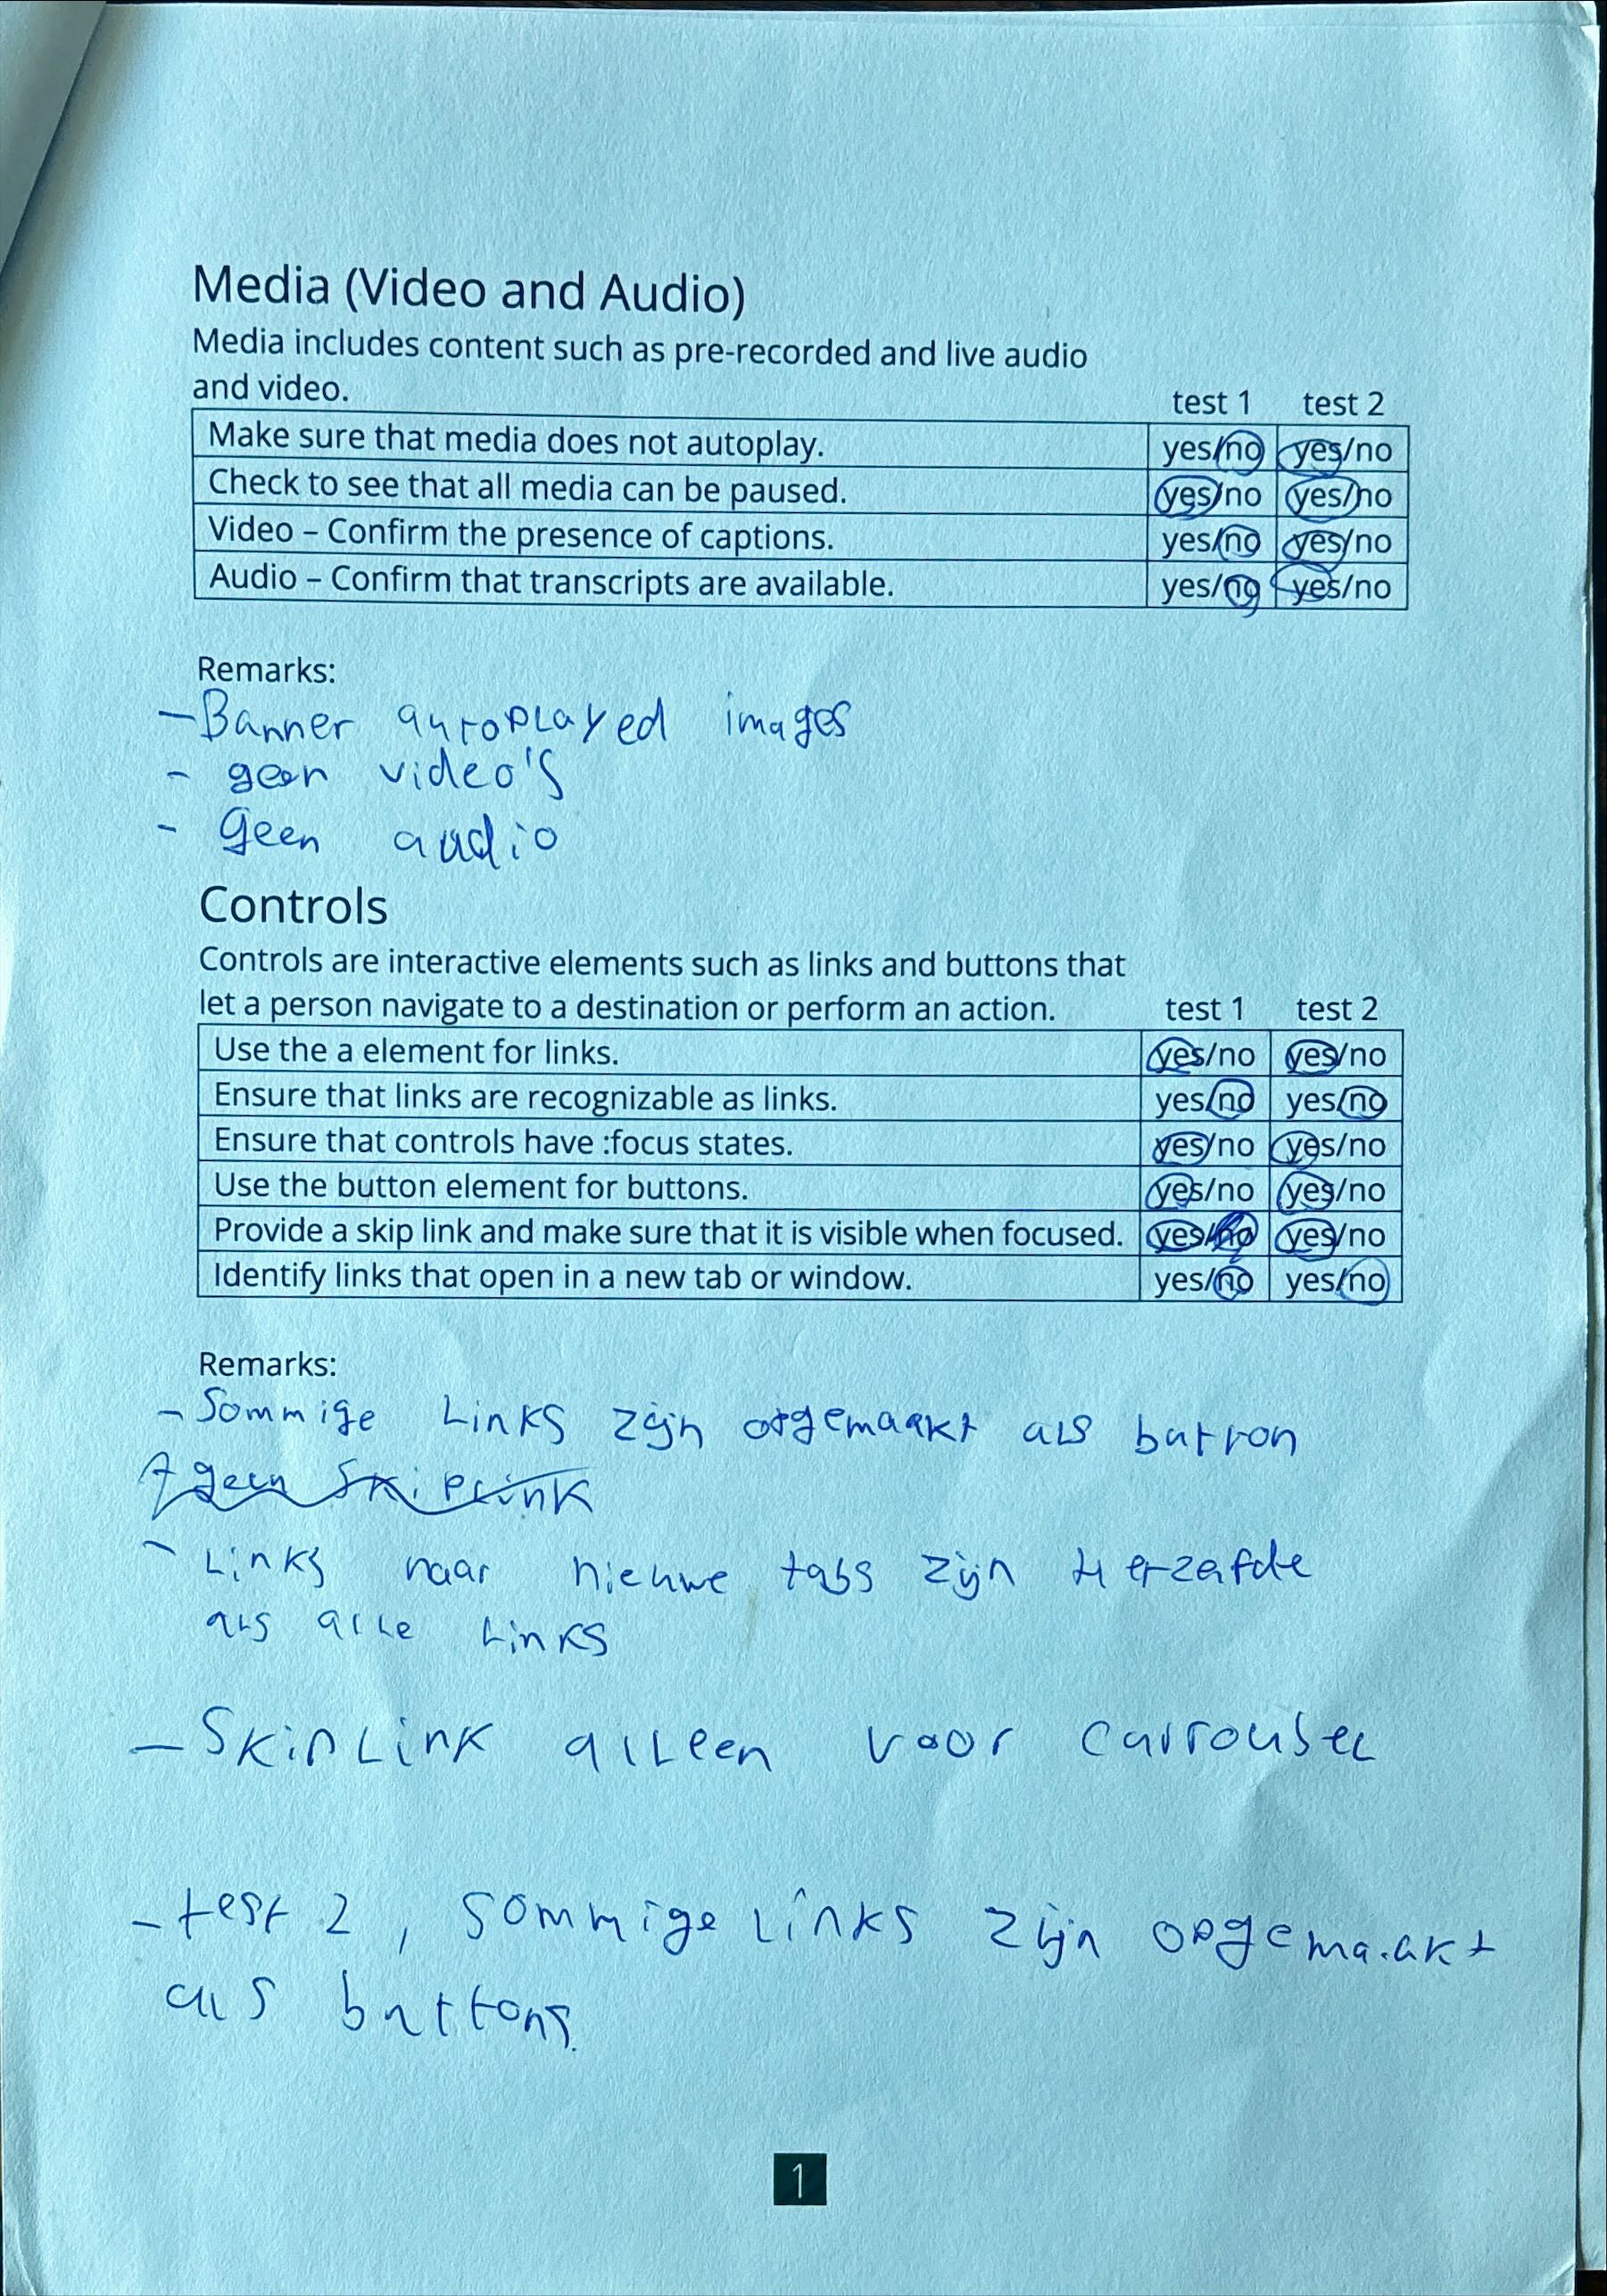 Media (Video and Audio)
Media includes content such as pre-recorded and live audio
and video. test 1 test 2
Make sure that media does not autoplay. yes/no yes/no
Check to see that all media can be paused. yes/no yes/no
Video – Confirm the presence of captions. yes/no yes/no
Audio – Confirm that transcripts are available. yes/no yes/no
Remarks:
- Banner autoplayed images
- geen video's
- Geen audio
Controls
Controls are interactive elements such as links and buttons that
let a person navigate to a destination or perform an action. test 1 test 2
Use the a element for links. yes/no yes/no
Ensure that links are recognizable as links. yes/no yes/no
Ensure that controls have :focus states. yes/no yes/no
Use the button element for buttons. yes/no yes/no
Provide a skip link and make sure that it is visible when focused. yes/no yes/no
Identify links that open in a new tab or window. yes/no yes/no
Remarks:
- Sommige Links zijn opgemaakt als button
- geen skiplink
- Links naar nieuwe tabs zijn
als alle links
- SkipLink alleen voor carrousel
- test 2, sommige links zijn opgemaakt
als buttons.
1